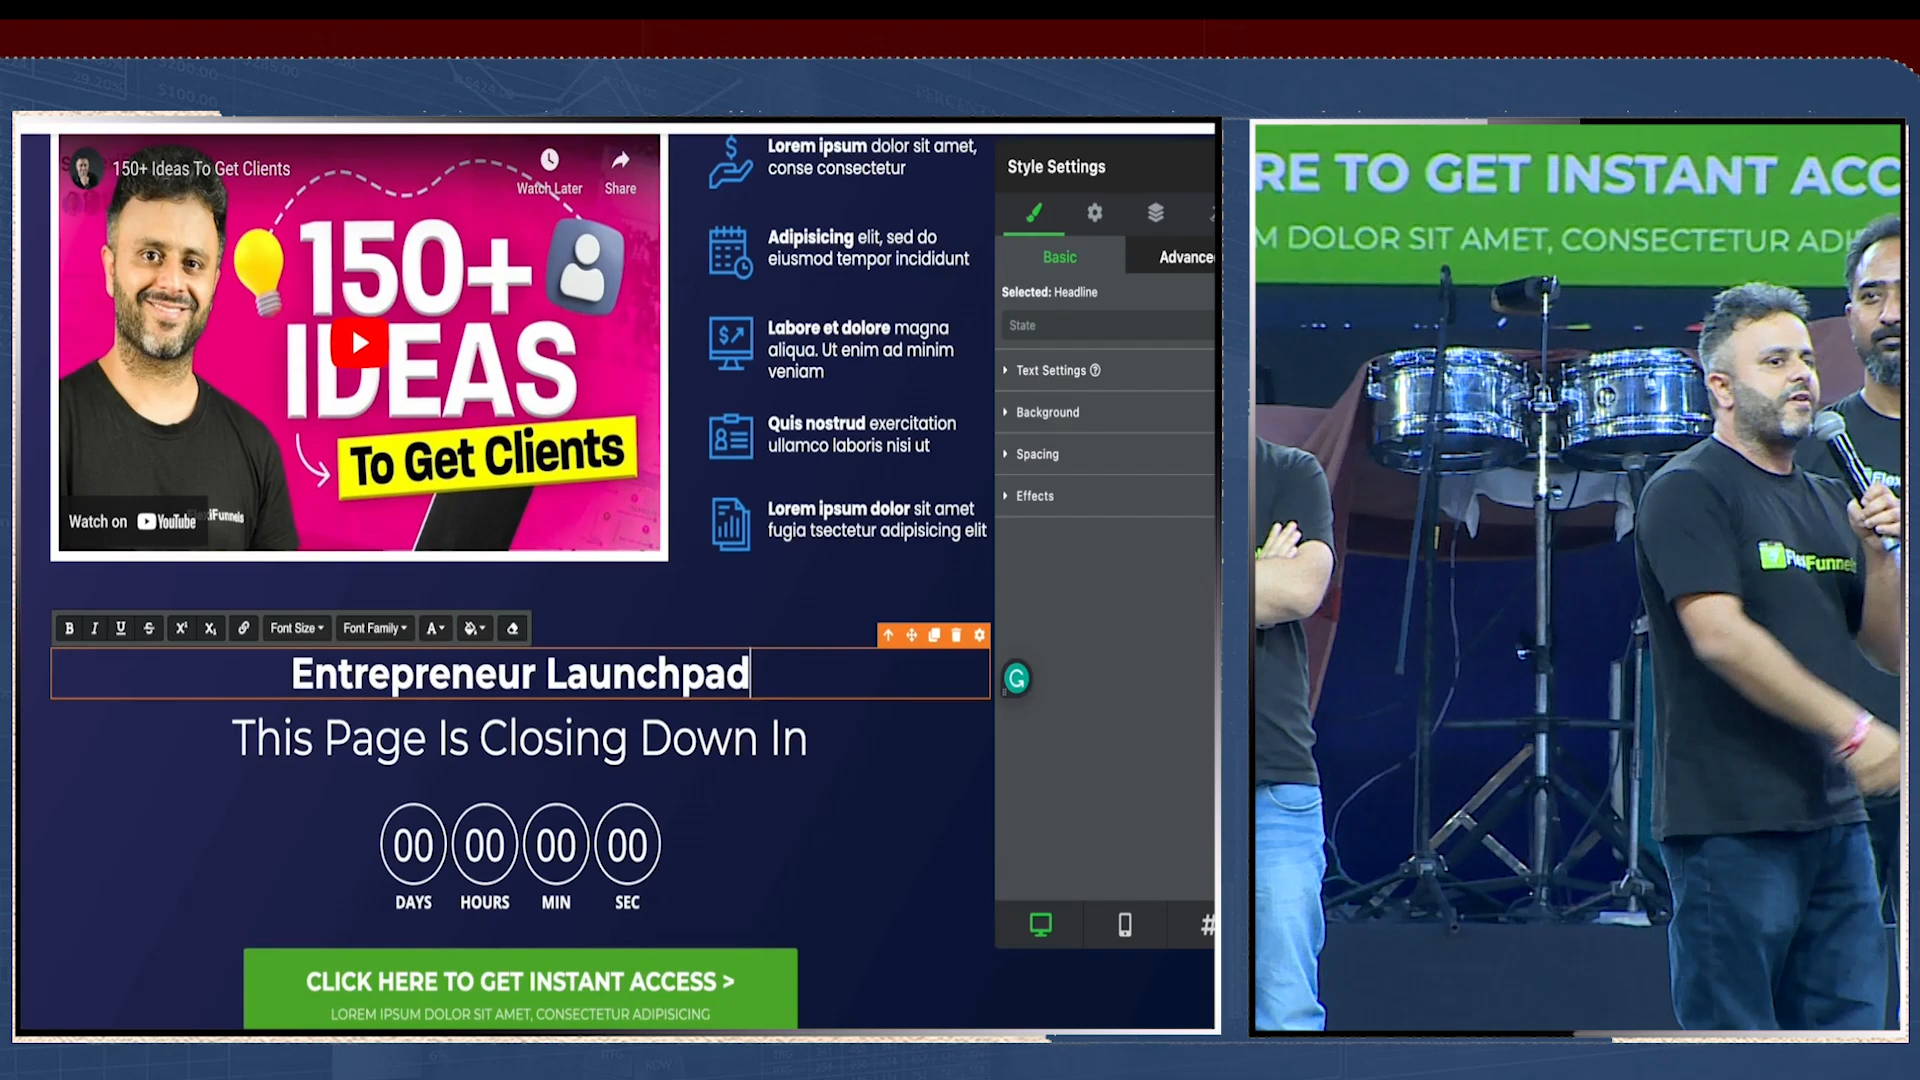 150+ Ideas To Get Clients
Watch Later
Share
150+
IDEAS
To Get Clients
Watch on YouTube
Lorem ipsum dolor sit amet,
conse consectetur
Adipisicing elit, sed do
eiusmod tempor incididunt
Labore et dolore magna
aliqua. Ut enim ad minim
veniam
Quis nostrud exercitation
ullamco laboris nisi ut
Lorem ipsum dolor sit amet
fugia tsectetur adipisicing elit
Style Settings
Basic
Advance
Selected: Headline
State
Text Settings
Background
Spacing
Effects
B I U S X² X₂ Font Size Font Family A
Entrepreneur Launchpad
This Page Is Closing Down In
00 00 00 00
DAYS HOURS MIN SEC
CLICK HERE TO GET INSTANT ACCESS >
LOREM IPSUM DOLOR SIT AMET, CONSECTETUR ADIPISICING
#
RE TO GET INSTANT ACC
M DOLOR SIT AMET, CONSECTETUR ADI
FlexiFunnels